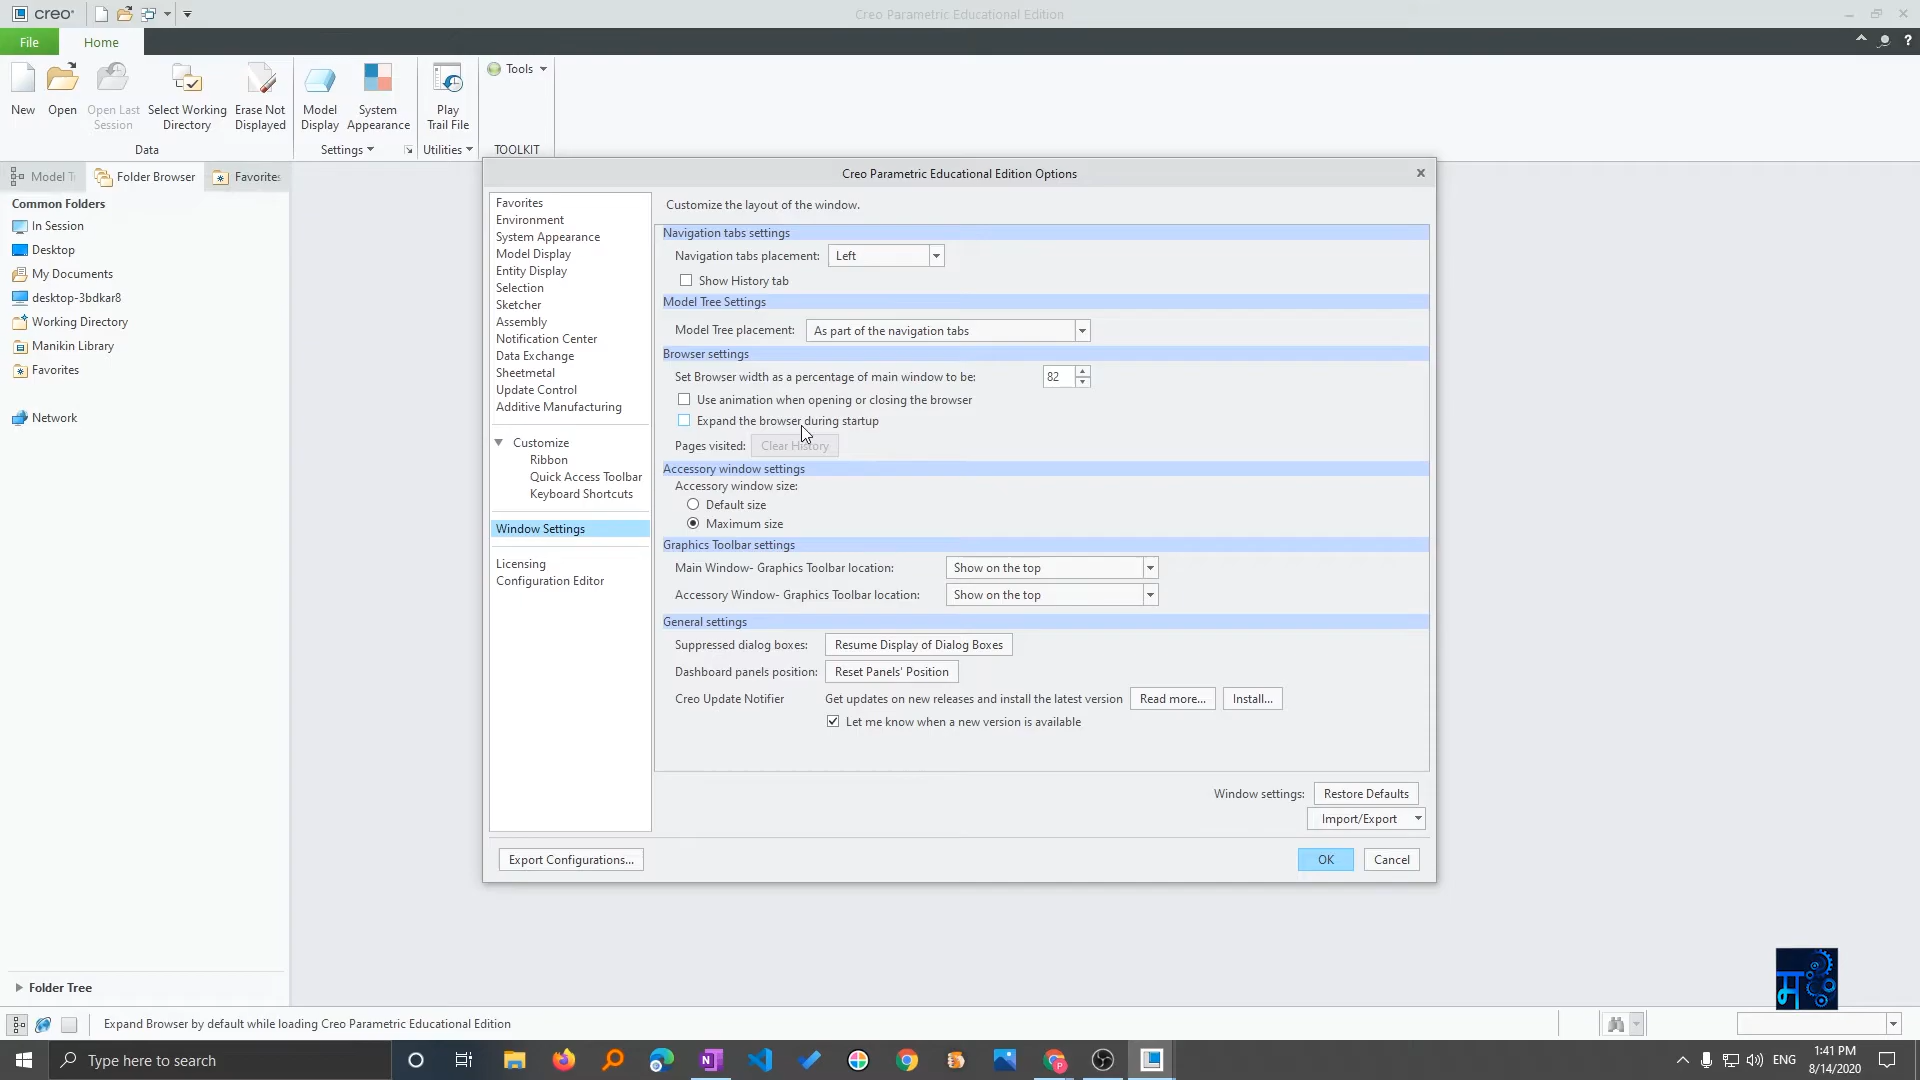 creo
Creo Parametric Educational Edition
File
Home
New
Open
Open Last Session
Select Working Directory
Erase Not Displayed
Model Display
System Appearance
Play Trail File
Tools
Data
Settings
Utilities
TOOLKIT
Model T
Folder Browser
Favorites
Common Folders
In Session
Desktop
My Documents
desktop-3bdkar8
Working Directory
Manikin Library
Favorites
Network
Folder Tree
Creo Parametric Educational Edition Options
Favorites
Environment
System Appearance
Model Display
Entity Display
Selection
Sketcher
Assembly
Notification Center
Data Exchange
Sheetmetal
Update Control
Additive Manufacturing
Customize
Ribbon
Quick Access Toolbar
Keyboard Shortcuts
Window Settings
Licensing
Configuration Editor
Customize the layout of the window.
Navigation tabs settings
Navigation tabs placement: Left
Show History tab
Model Tree Settings
Model Tree placement: As part of the navigation tabs
Browser settings
Set Browser width as a percentage of main window to be: 82
Use animation when opening or closing the browser
Expand the browser during startup
Pages visited: Clear History
Accessory window settings
Accessory window size:
Default size
Maximum size
Graphics Toolbar settings
Main Window- Graphics Toolbar location: Show on the top
Accessory Window- Graphics Toolbar location: Show on the top
General settings
Suppressed dialog boxes: Resume Display of Dialog Boxes
Dashboard panels position: Reset Panels' Position
Creo Update Notifier Get updates on new releases and install the latest version Read more... Install...
Let me know when a new version is available
Window settings: Restore Defaults
Import/Export
Export Configurations...
OK
Cancel
म
Expand Browser by default while loading Creo Parametric Educational Edition
Type here to search
ENG
1:41 PM
8/14/2020